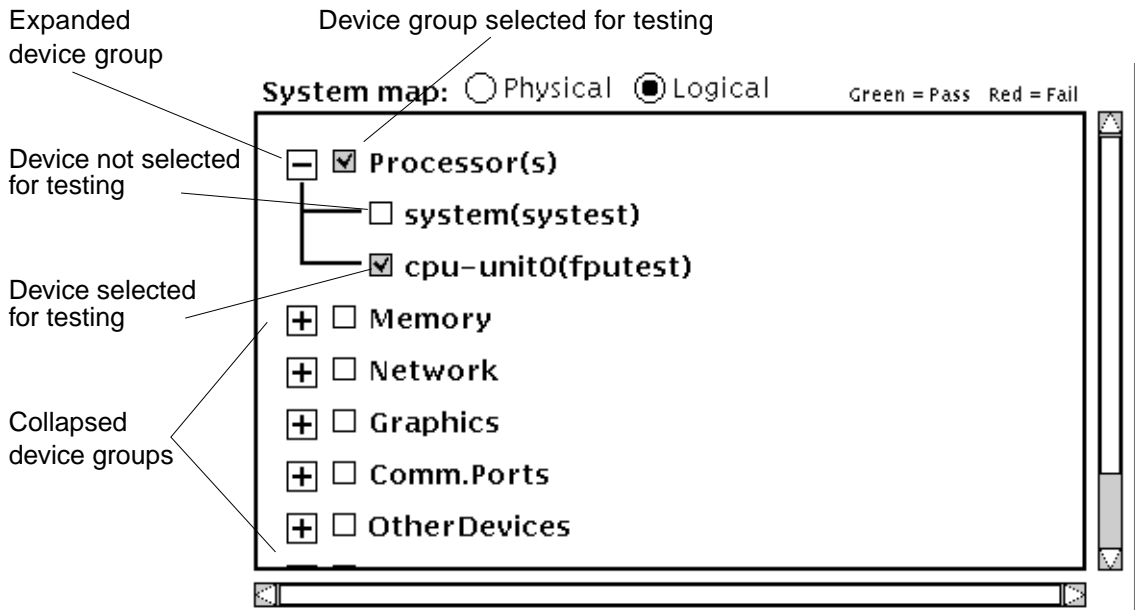 Expanded
device group
Device group selected for testing
System map: Physical Logical
Green = Pass Red = Fail
Device not selected
for testing
Processor(s)
system(systest)
cpu-unit0(fputest)
Device selected
for testing
Memory
Network
Graphics
Collapsed
device groups
Comm.Ports
OtherDevices